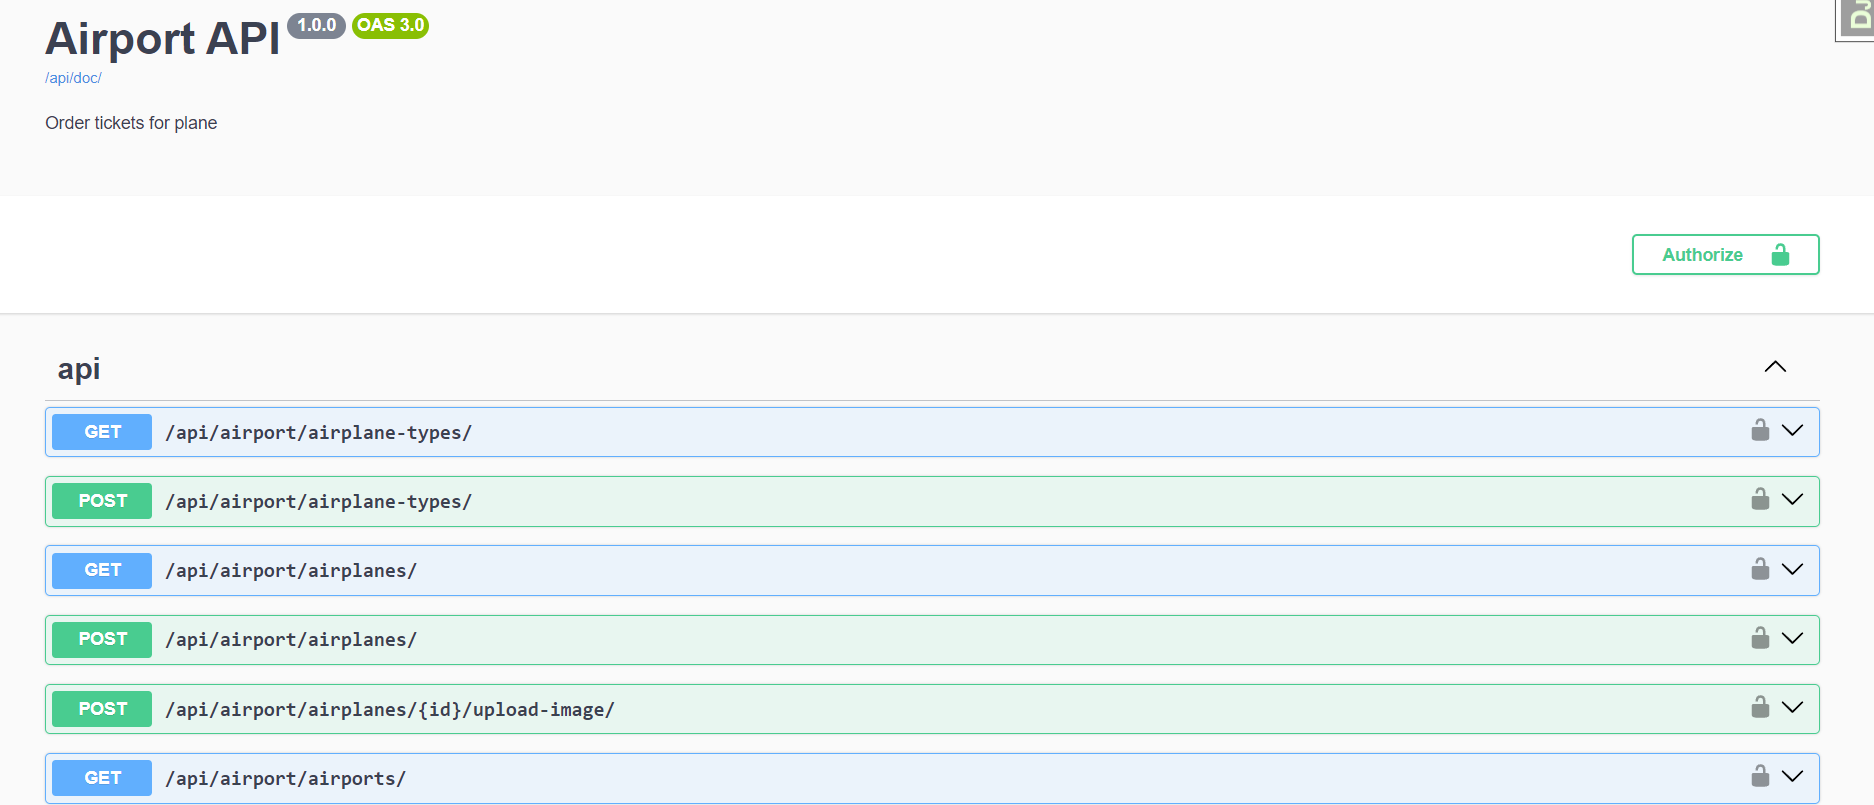 Airport API 1.0.0 OAS 3.0
/api/doc/
Order tickets for plane
Authorize
api
GET /api/airport/airplane-types/
POST /api/airport/airplane-types/
GET /api/airport/airplanes/
POST /api/airport/airplanes/
POST /api/airport/airplanes/{id}/upload-image/
GET /api/airport/airports/